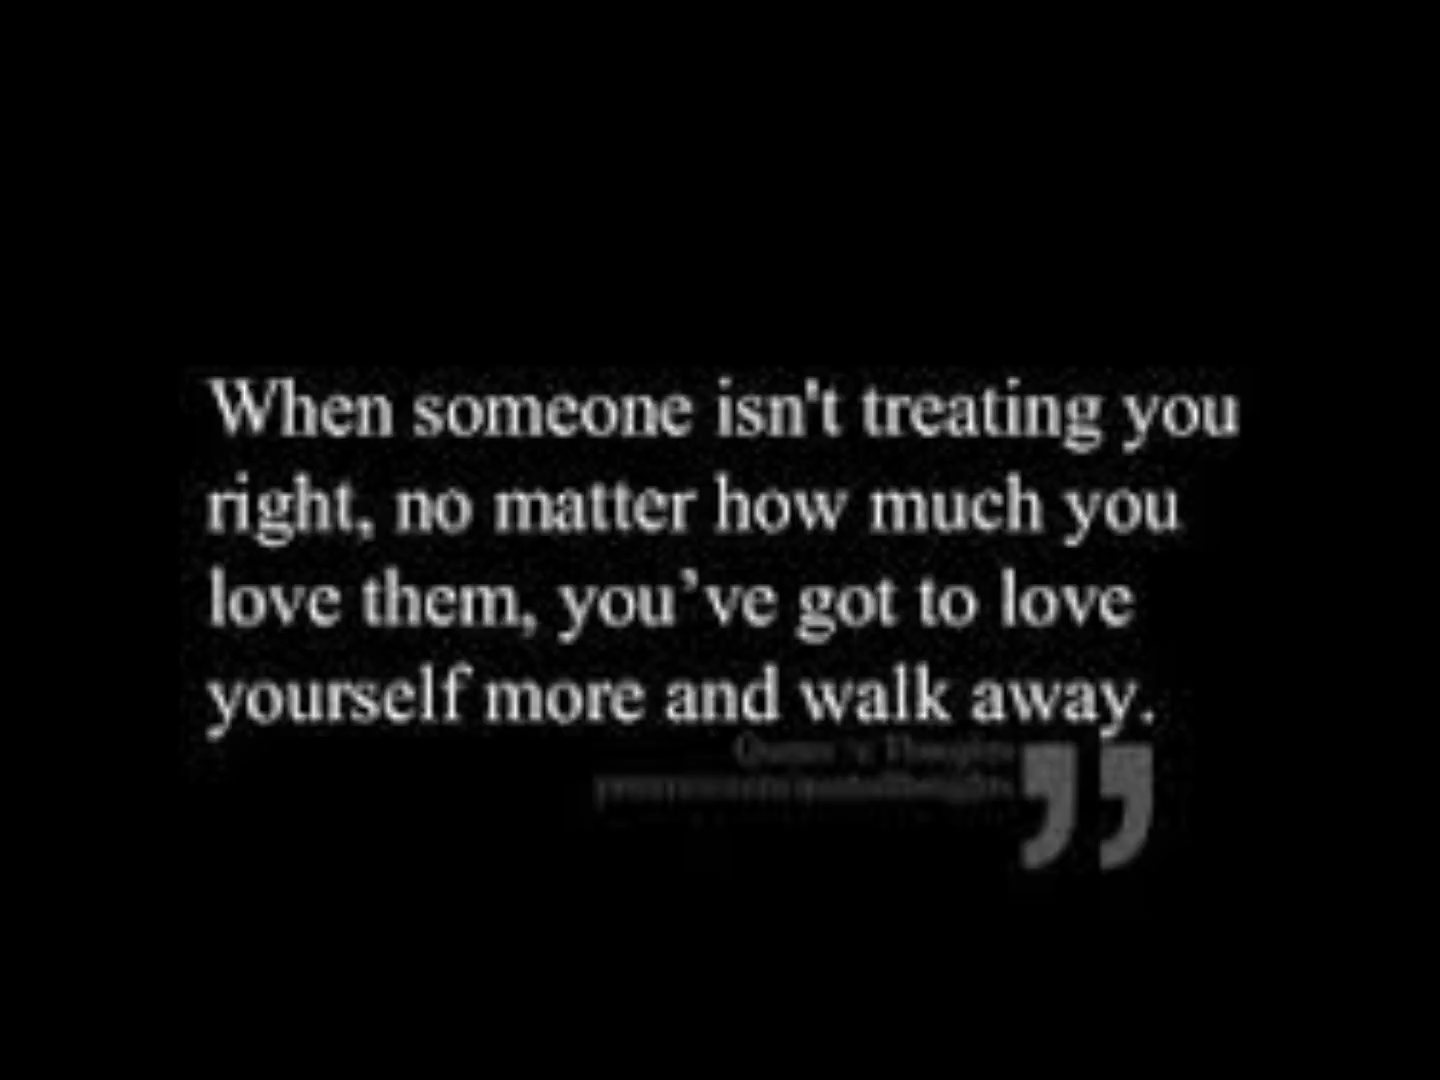 When someone isn't treating you
right, no matter how much you
love them, you’ve got to love
yourself more and walk away.
”